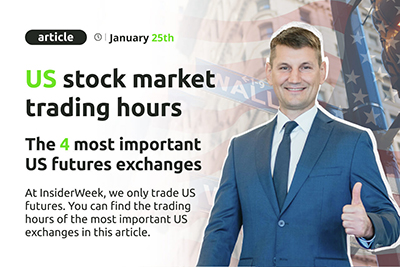 article
January 25th
US stock market
trading hours
The 4 most important
US futures exchanges
At InsiderWeek, we only trade US
futures. You can find the trading
hours of the most important US
exchanges in this article.
WALL